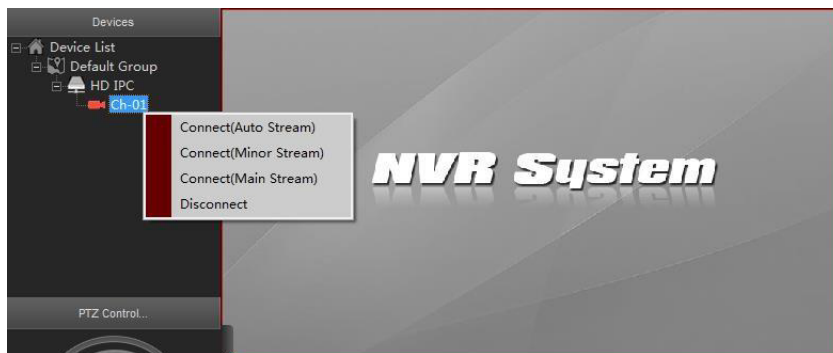 Devices
Device List
Default Group
HD IPC
Ch-01
Connect(Auto Stream)
Connect(Minor Stream)
Connect(Main Stream)
Disconnect
NVR System
PTZ Control...